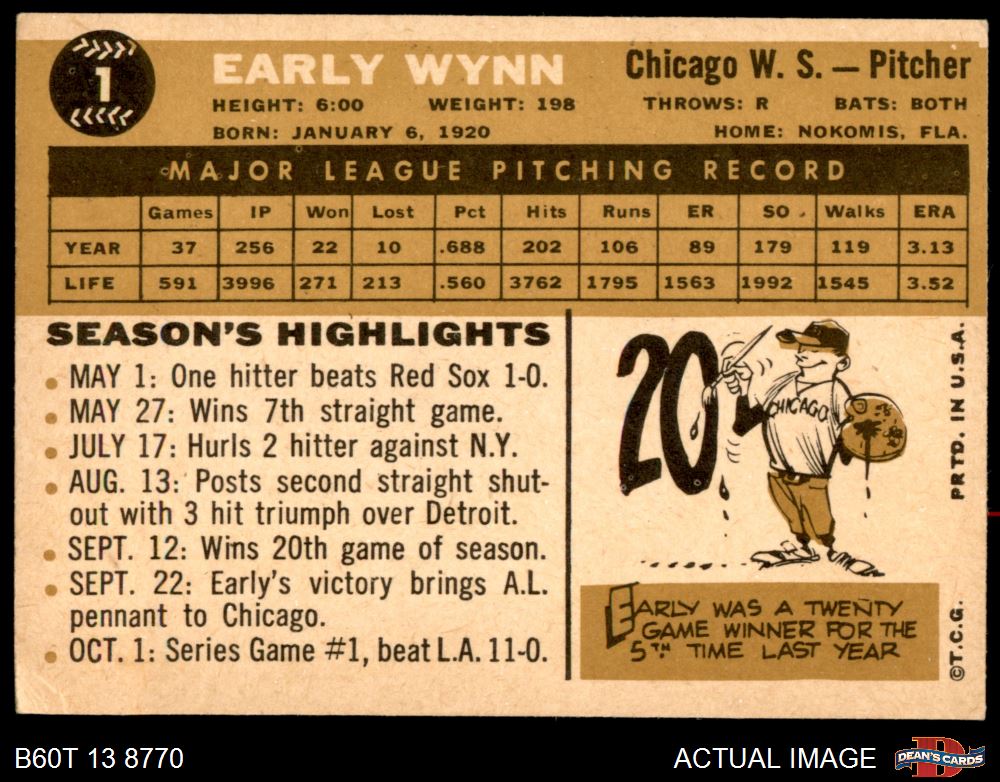 1
EARLY WYNN
Chicago W. S. — Pitcher
HEIGHT: 6:00 WEIGHT: 198 THROWS: R BATS: BOTH
BORN: JANUARY 6, 1920 HOME: NOKOMIS, FLA.
MAJOR LEAGUE PITCHING RECORD
Games IP Won Lost Pct Hits Runs ER SO Walks ERA
YEAR 37 256 22 10 .688 202 106 89 179 119 3.13
LIFE 591 3996 271 213 .560 3762 1795 1563 1992 1545 3.52
SEASON'S HIGHLIGHTS
• MAY 1: One hitter beats Red Sox 1-0.
• MAY 27: Wins 7th straight game.
• JULY 17: Hurls 2 hitter against N.Y.
• AUG. 13: Posts second straight shut-
out with 3 hit triumph over Detroit.
• SEPT. 12: Wins 20th game of season.
• SEPT. 22: Early's victory brings A.L.
pennant to Chicago.
• OCT. 1: Series Game #1, beat L.A. 11-0.
20
CHICAGO
EARLY WAS A TWENTY
GAME WINNER FOR THE
5TH TIME LAST YEAR
©T.C.G. PRTD. IN U.S.A.
B60T 13 8770
ACTUAL IMAGE
D
DEAN'S CARDS